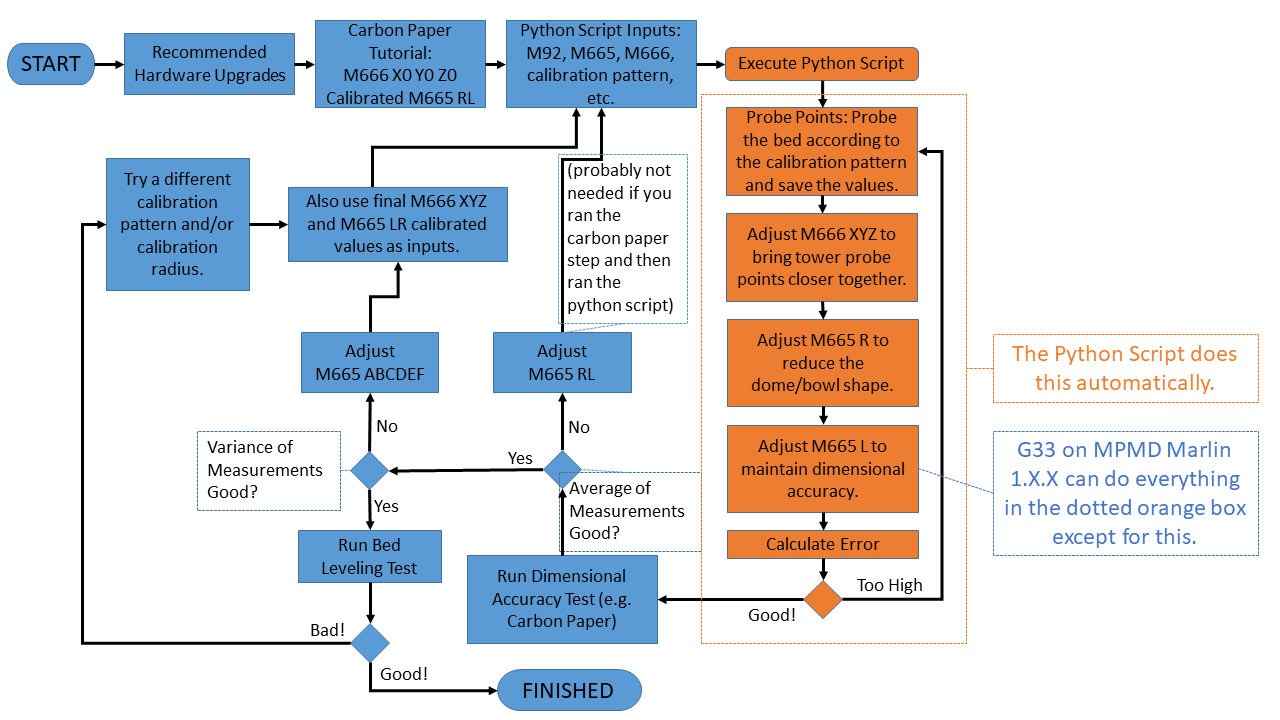 START
Recommended
Hardware Upgrades
Carbon Paper
Tutorial:
M666 X0 Y0 Z0
Calibrated M665 RL
Python Script Inputs:
M92, M665, M666,
calibration pattern,
etc.
Execute Python Script
Probe Points: Probe
the bed according to
the calibration pattern
and save the values.
Adjust M666 XYZ to
bring tower probe
points closer together.
Adjust M665 R to
reduce the
dome/bowl shape.
Adjust M665 L to
maintain dimensional
accuracy.
Calculate Error
Too High
Good!
The Python Script does
this automatically.
G33 on MPMD Marlin
1.X.X can do everything
in the dotted orange box
except for this.
Run Dimensional
Accuracy Test (e.g.
Carbon Paper)
Average of
Measurements
Good?
No
Yes
Adjust
M665 RL
(probably not
needed if you
ran the
carbon paper
step and then
ran the
python script)
Variance of
Measurements
Good?
No
Yes
Adjust
M665 ABCDEF
Also use final M666 XYZ
and M665 LR calibrated
values as inputs.
Try a different
calibration
pattern and/or
calibration
radius.
Run Bed
Leveling Test
Bad!
Good!
FINISHED